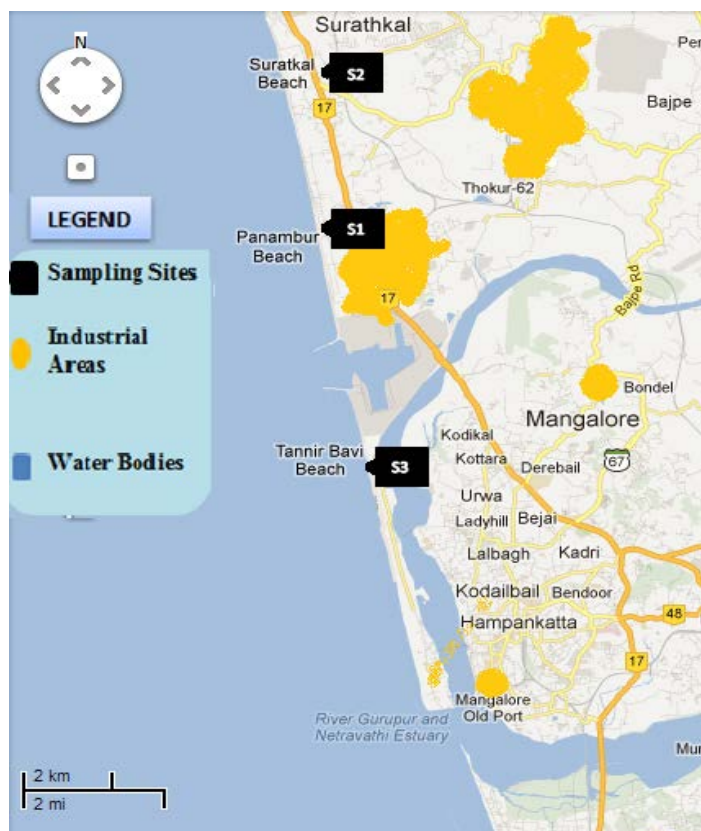 N
Surathkal
Suratkal
Beach
S2
17
Per
Bajpe
Thokur-62
LEGEND
Sampling Sites
Industrial
Areas
Water Bodies
Panambur
Beach
S1
17
Bajpe Rd
Bondel
Mangalore
Tannir Bavi
Beach
S3
Kodikal
Kottara
Derebail
67
Urwa
Ladyhill
Bejai
Lalbagh
Kadri
Kodailbail
Bendoor
Hampankatta
48
17
Mangalore
Old Port
River Gurupur and
Netravathi Estuary
Mur
2 km
2 mi